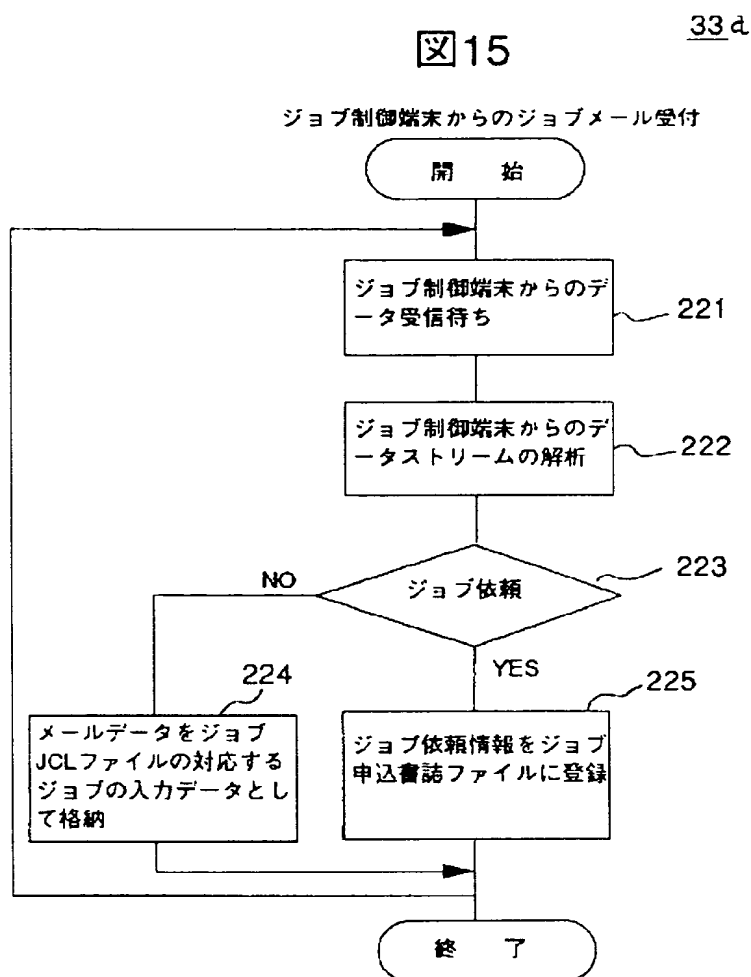 33d
図15
ジョブ制御端末からのジョブメール受付
開 始
ジョブ制御端末からのデ
ータ受信待ち
221
ジョブ制御端末からのデ
ータストリームの解析
222
ジョブ依頼
223
NO
YES
224
メールデータをジョブ
JCLファイルの対応する
ジョブの入力データとし
て格納
225
ジョブ依頼情報をジョブ
申込書誌ファイルに登録
終 了